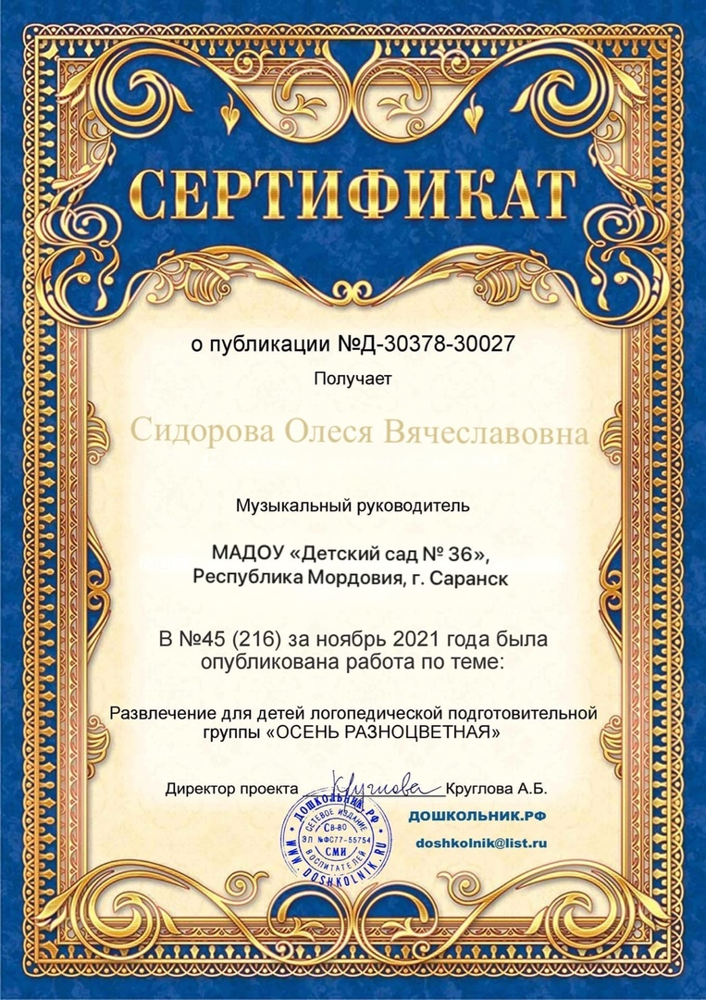 СЕРТИФИКАТ
о публикации №Д-30378-30027
Получает
Сидорова Олеся Вячеславовна
Музыкальный руководитель
МАДОУ «Детский сад № 36»,
Республика Мордовия, г. Саранск
В №45 (216) за ноябрь 2021 года была
опубликована работа по теме:
Развлечение для детей логопедической подготовительной
группы «ОСЕНЬ РАЗНОЦВЕТНАЯ»
Директор проекта Круглова Круглова А.Б.
ДОШКОЛЬНИК.РФ
doshkolnik@list.ru
ДОШКОЛЬНИК.РФ
СЕТЕВОЕ ИЗДАНИЕ
СВ-ВО
ЭЛ №ФС77-55754
СМИ
ВОСПИТАТЕЛЕЙ
WWW.DOSHKOLNIK.RU